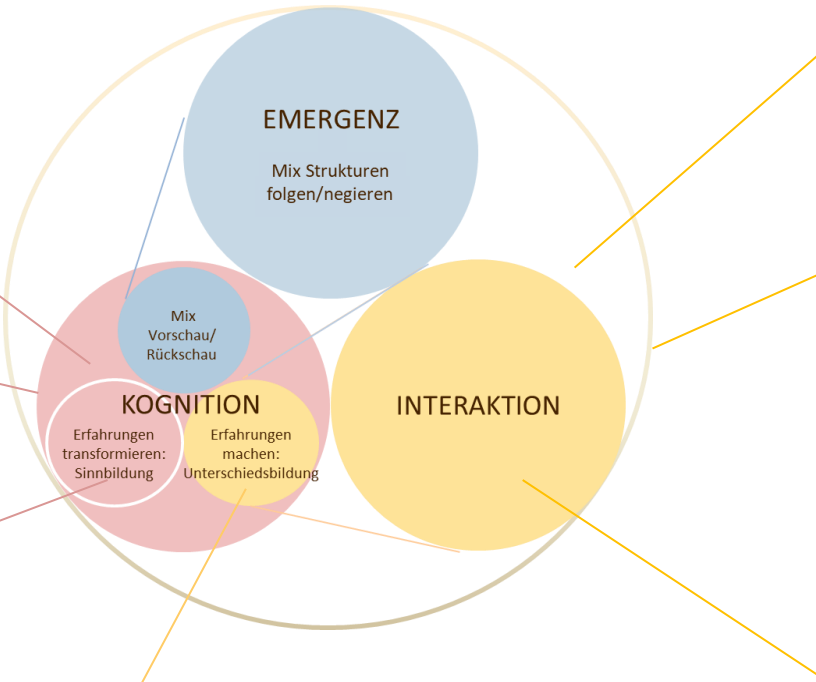 EMERGENZ
Mix Strukturen
folgen/negieren
Mix
Vorschau/
Rückschau
KOGNITION
Erfahrungen
transformieren:
Sinnbildung
Erfahrungen
machen:
Unterschiedsbildung
INTERAKTION